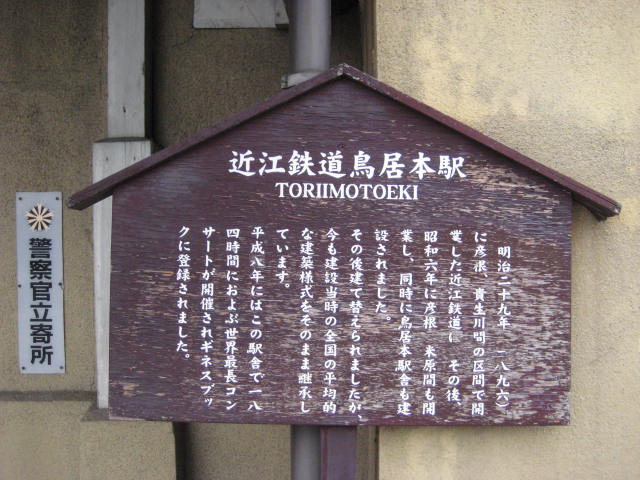 近江鉄道鳥居本駅
TORIIMOTOEKI
明治二十九年（一八九六）
に彦根、貴生川間の区間で開
業した近江鉄道は、その後、
昭和六年に彦根　米原間も開
業し、同時に鳥居本駅舎も建
設されました。
その後建て替えられましたが、
今も建設当時の全国の平均的
な建築様式をそのまま継承し
ています。
平成八年にはこの駅舎で一八
四時間におよぶ世界最長コン
サートが開催されギネスブッ
クに登録されました。
警察官立寄所